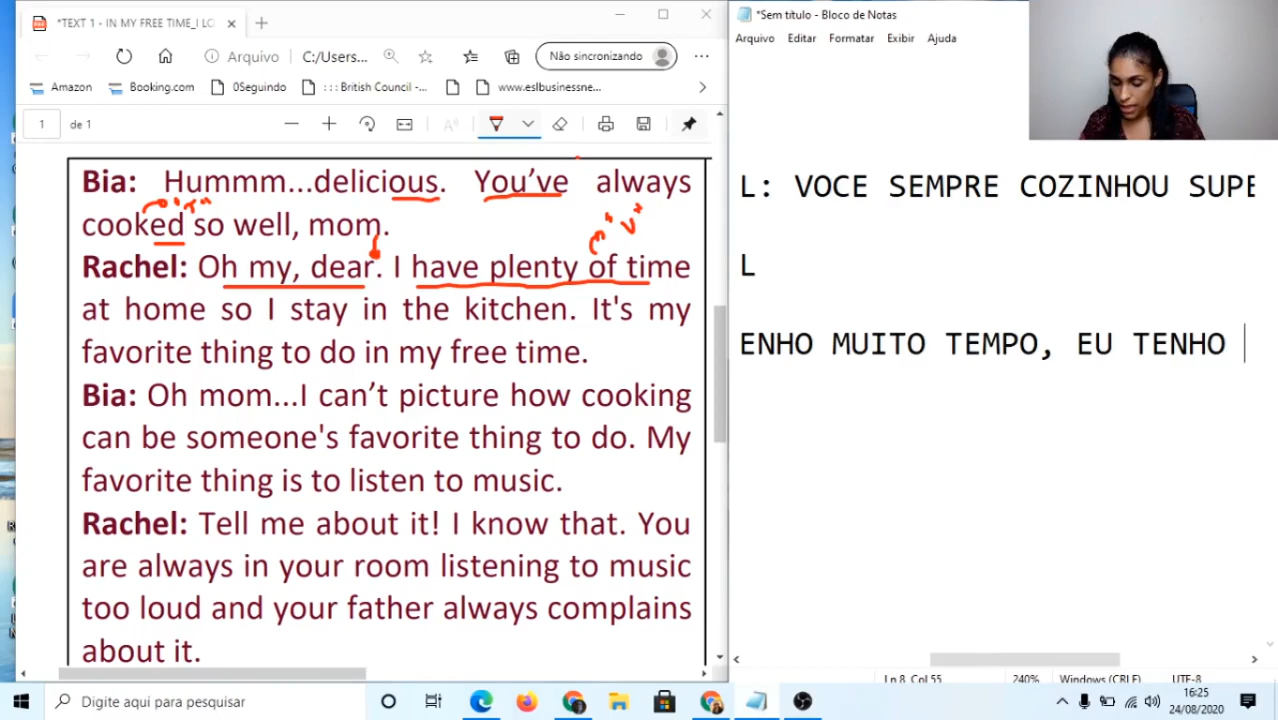 *TEXT 1 - IN MY FREE TIME_I LO
*Sem título - Bloco de Notas
Arquivo Editar Formatar Exibir Ajuda
Arquivo C:/Users... Não sincronizando
Amazon Booking.com 0Seguindo ::: British Council -... www.eslbusinessne...
1 de 1
Bia: Hummm...delicious. You've always
"T"
cooked so well, mom.
"V"
Rachel: Oh my, dear. I have plenty of time
at home so I stay in the kitchen. It's my
favorite thing to do in my free time.
Bia: Oh mom...I can't picture how cooking
can be someone's favorite thing to do. My
favorite thing is to listen to music.
Rachel: Tell me about it! I know that. You
are always in your room listening to music
too loud and your father always complains
about it.
L: VOCE SEMPRE COZINHOU SUPE
L
ENHO MUITO TEMPO, EU TENHO
Ln 8, Col 55 240% Windows (CRLF) UTF-8
Digite aqui para pesquisar
16:25
24/08/2020